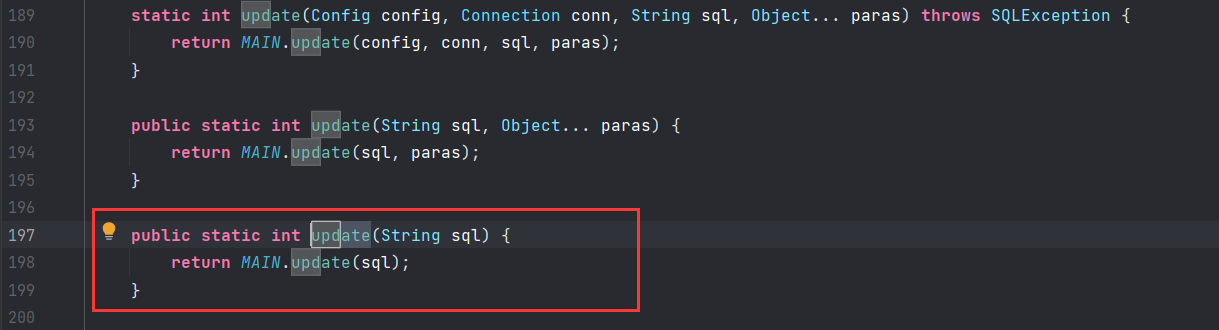 189 static int update(Config config, Connection conn, String sql, Object... paras) throws SQLException {
190 return MAIN.update(config, conn, sql, paras);
191 }
192
193 public static int update(String sql, Object... paras) {
194 return MAIN.update(sql, paras);
195 }
196
197 public static int update(String sql) {
198 return MAIN.update(sql);
199 }
200